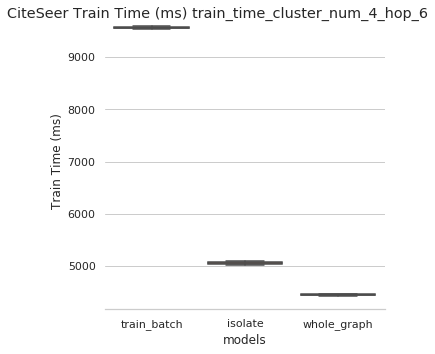 CiteSeer Train Time (ms) train_time_cluster_num_4_hop_6
9000
8000
7000
6000
5000
Train Time (ms)
train_batch isolate whole_graph
models